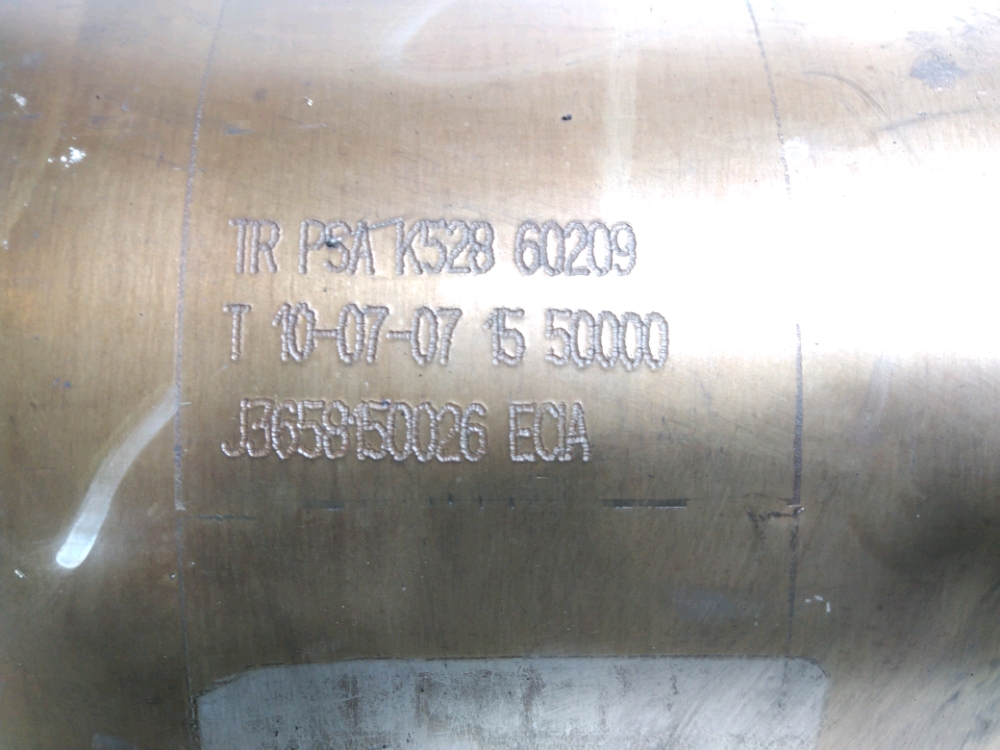 TR PSA K528 60209
T 10-07-07 15 50000
J3658150026 ECIA